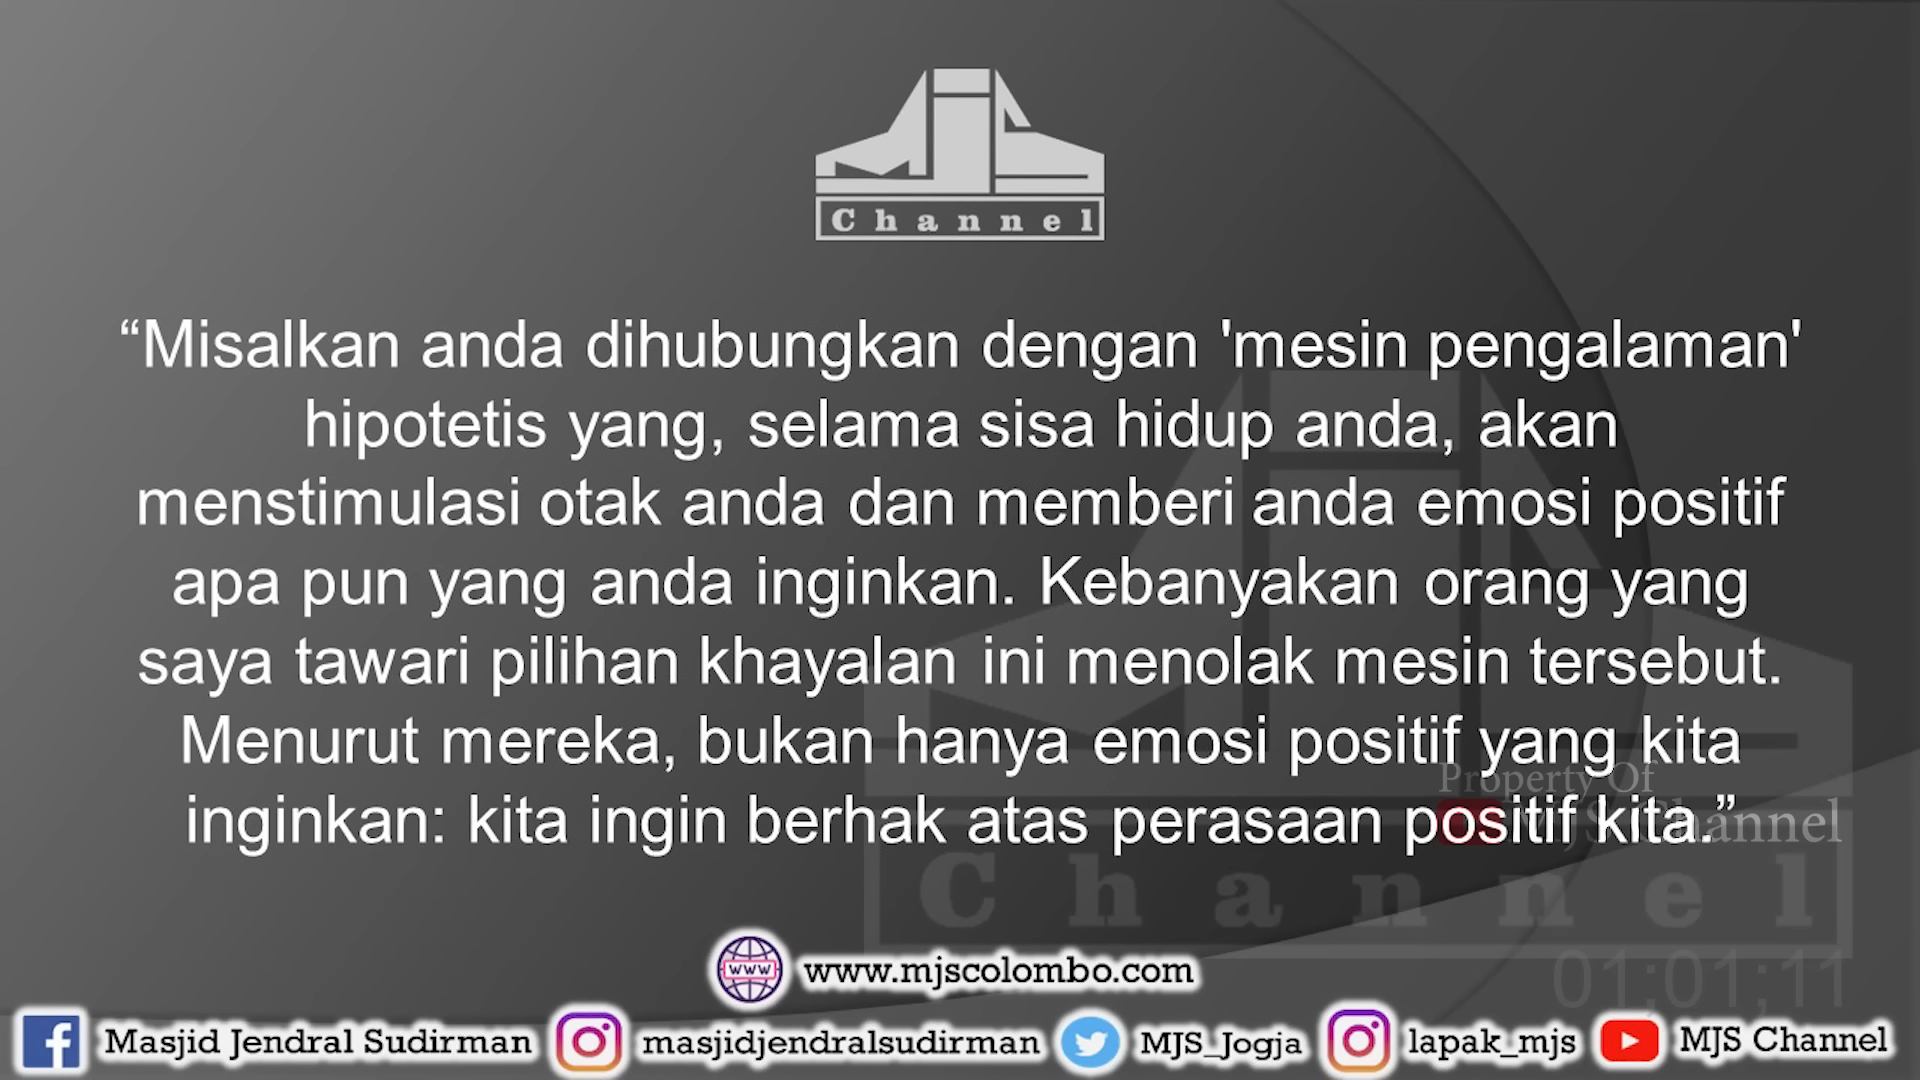 MJS
Channel
“Misalkan anda dihubungkan dengan 'mesin pengalaman'
hipotetis yang, selama sisa hidup anda, akan
menstimulasi otak anda dan memberi anda emosi positif
apa pun yang anda inginkan. Kebanyakan orang yang
saya tawari pilihan khayalan ini menolak mesin tersebut.
Menurut mereka, bukan hanya emosi positif yang kita
inginkan: kita ingin berhak atas perasaan positif kita.”
Property Of
MJS Channel
Channel
01;01;11
www www.mjscolombo.com
Masjid Jendral Sudirman masjidjendralsudirman MJS_Jogja lapak_mjs MJS Channel